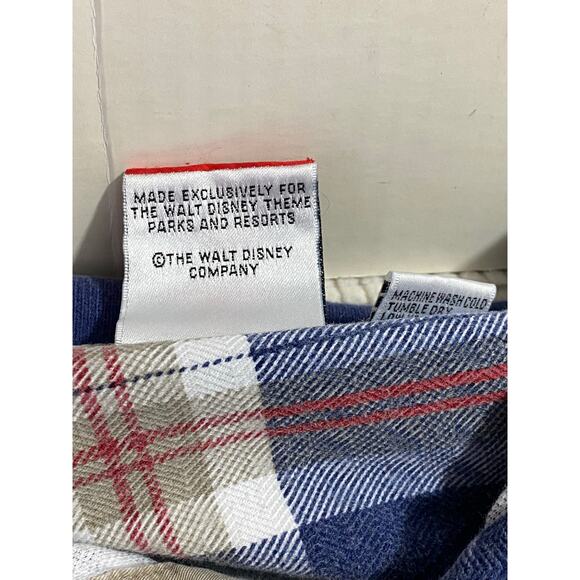 MADE EXCLUSIVELY FOR
THE WALT DISNEY THEME
PARKS AND RESORTS
©THE WALT DISNEY
COMPANY
MACHINE WASH COLD
TUMBLE DRY